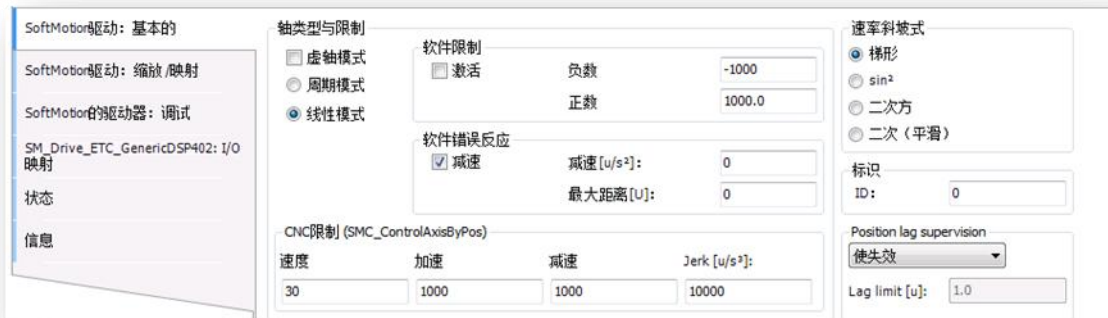 SoftMotion驱动: 基本的
SoftMotion驱动: 缩放 /映射
SoftMotion的驱动器: 调试
SM_Drive_ETC_GenericDSP402: I/O
映射
状态
信息
轴类型与限制
虚轴模式
周期模式
线性模式
软件限制
激活
负数
-1000
正数
1000.0
软件错误反应
减速
减速[u/s²]:
0
最大距离[U]:
0
CNC限制 (SMC_ControlAxisByPos)
速度
加速
减速
Jerk [u/s³]:
30
1000
1000
10000
速率斜坡式
梯形
sin²
二次方
二次（平滑）
标识
ID:
0
Position lag supervision
使失效
Lag limit [u]:
1.0